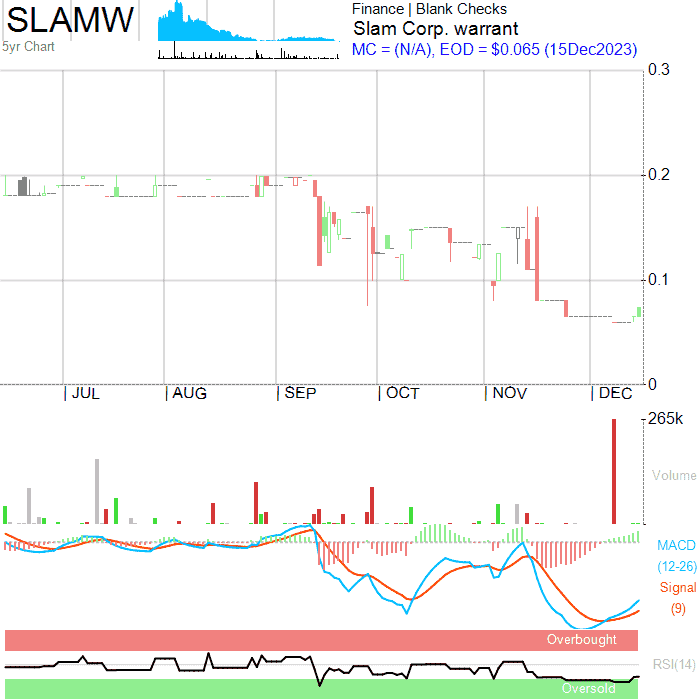 SLAMW
5yr Chart
Finance | Blank Checks
Slam Corp. warrant
MC = (N/A), EOD = $0.065 (15Dec2023)
0.3
0.2
0.1
0
| JUL | AUG | SEP | OCT | NOV | DEC
265k
Volume
MACD
(12-26)
Signal
(9)
Overbought
RSI(14)
Oversold